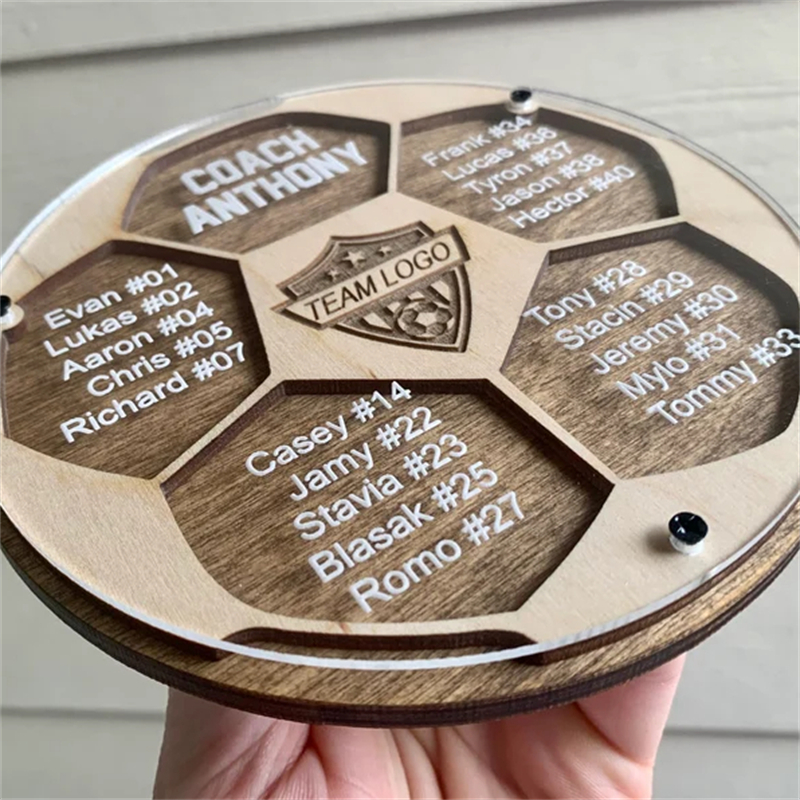 COACH
ANTHONY
Frank #34
Lucas #36
Tyron #37
Jason #38
Hector #40
Evan #01
Lukas #02
Aaron #04
Chris #05
Richard #07
TEAM LOGO
Tony #28
Stacin #29
Jeremy #30
Mylo #31
Tommy #33
Casey #14
Jamy #22
Stavia #23
Blasak #25
Romo #27